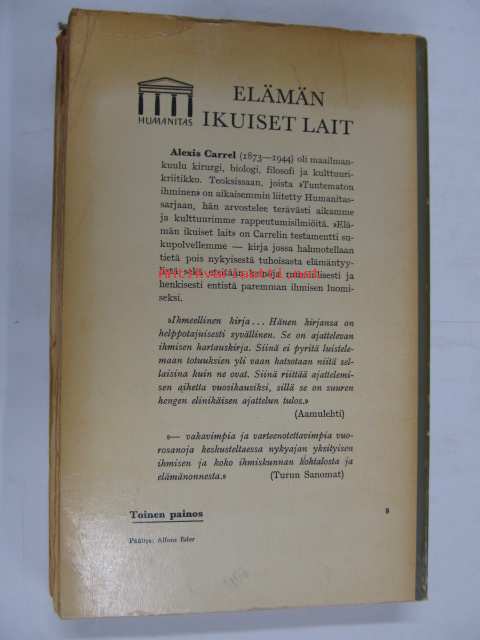 HUMANITAS
ELÄMÄN
IKUISET LAIT
Alexis Carrel (1873—1944) oli maailman-
kuulu kirurgi, biologi, filosofi ja kulttuuri-
kriitikko. Teoksissaan, joista »Tuntematon
ihminen» on aikaisemmin liitetty Humanitas-
sarjaan, hän arvostelee terävästi aikamme
ja kulttuurimme rappeutumisilmiöitä. »Elä-
män ikuiset lait» on Carrelin testamentti su-
kupolvellemme — kirja jossa hahmotellaan
tietä pois nykyisestä tuhoisasta elämäntyy-
listä sekä etsitään keinoja ruumiillisesti ja
henkisesti entistä paremman ihmisen luomi-
seksi.
»Ihmeellinen kirja... Hänen kirjansa on
helppotajuisesti syvällinen. Se on ajattelevan
ihmisen hartauskirja. Siinä ei pyritä luistele-
maan totuuksien yli vaan katsotaan niitä sel-
laisina kuin ne ovat. Siinä riittää ajattelemi-
sen aihetta vuosikausiksi, sillä se on suuren
hengen elinikäisen ajattelun tulos.»
(Aamulehti)
»— vakavimpia ja varteenotettavimpia vuo-
rosanoja keskusteltaessa nykyajan yksityisen
ihmisen ja koko ihmiskunnan kohtalosta ja
elämänonnesta.» (Turun Sanomat)
Toinen painos
Päällys: Alfons Eder